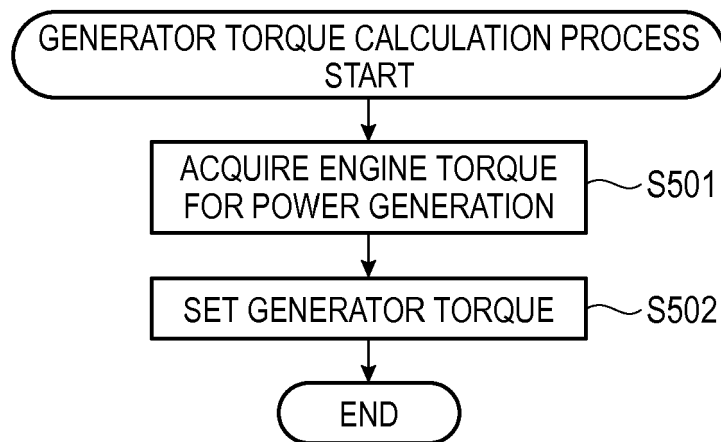 GENERATOR TORQUE CALCULATION PROCESS
START
ACQUIRE ENGINE TORQUE
FOR POWER GENERATION
S501
SET GENERATOR TORQUE
S502
END